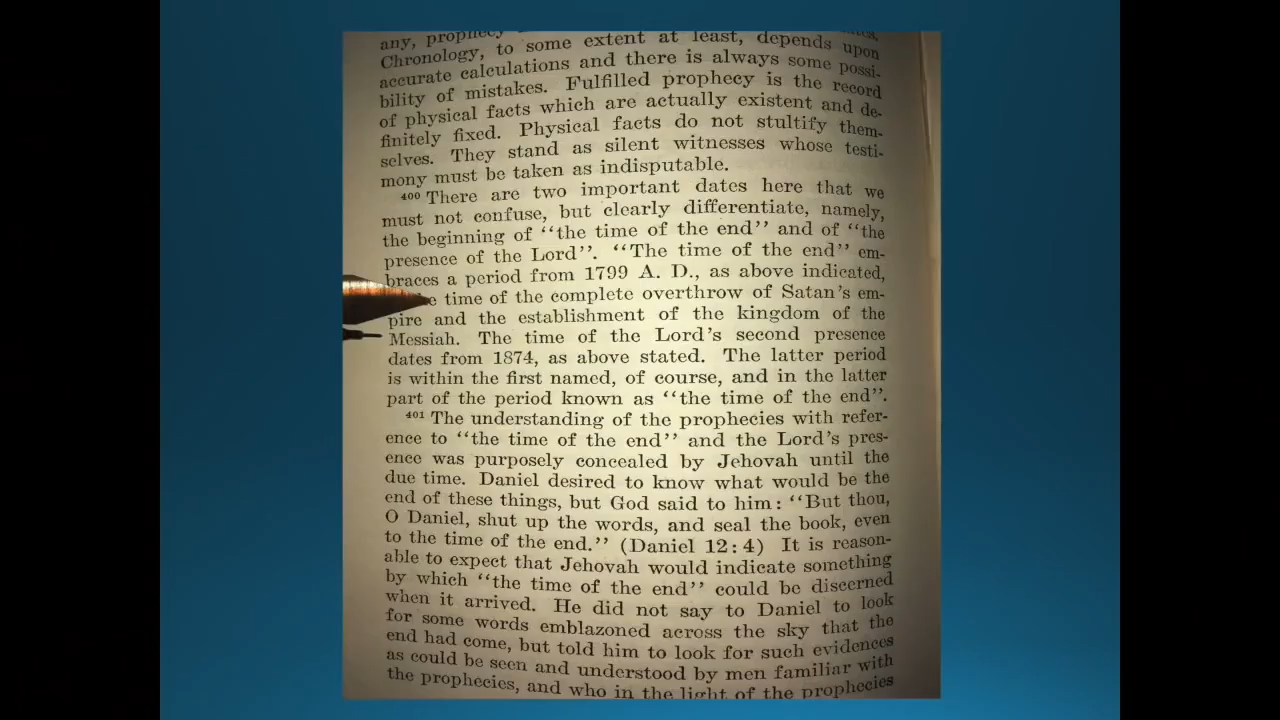 any, prophecy
Chronology, to some extent at least, depends upon
accurate calculations and there is always some possi-
bility of mistakes. Fulfilled prophecy is the record
of physical facts which are actually existent and de-
finitely fixed. Physical facts do not stultify them-
selves. They stand as silent witnesses whose testi-
mony must be taken as indisputable.
400 There are two important dates here that we
must not confuse, but clearly differentiate, namely,
the beginning of “the time of the end” and of “the
presence of the Lord”. “The time of the end” em-
braces a period from 1799 A. D., as above indicated,
time of the complete overthrow of Satan’s em-
pire and the establishment of the kingdom of the
Messiah. The time of the Lord’s second presence
dates from 1874, as above stated. The latter period
is within the first named, of course, and in the latter
part of the period known as “the time of the end”.
401 The understanding of the prophecies with refer-
ence to “the time of the end” and the Lord’s pres-
ence was purposely concealed by Jehovah until the
due time. Daniel desired to know what would be the
end of these things, but God said to him: “But thou,
O Daniel, shut up the words, and seal the book, even
to the time of the end.” (Daniel 12:4) It is reason-
able to expect that Jehovah would indicate something
by which “the time of the end” could be discerned
when it arrived. He did not say to Daniel to look
for some words emblazoned across the sky that the
end had come, but told him to look for such evidences
as could be seen and understood by men familiar with
the prophecies, and who in the light of the prophecies